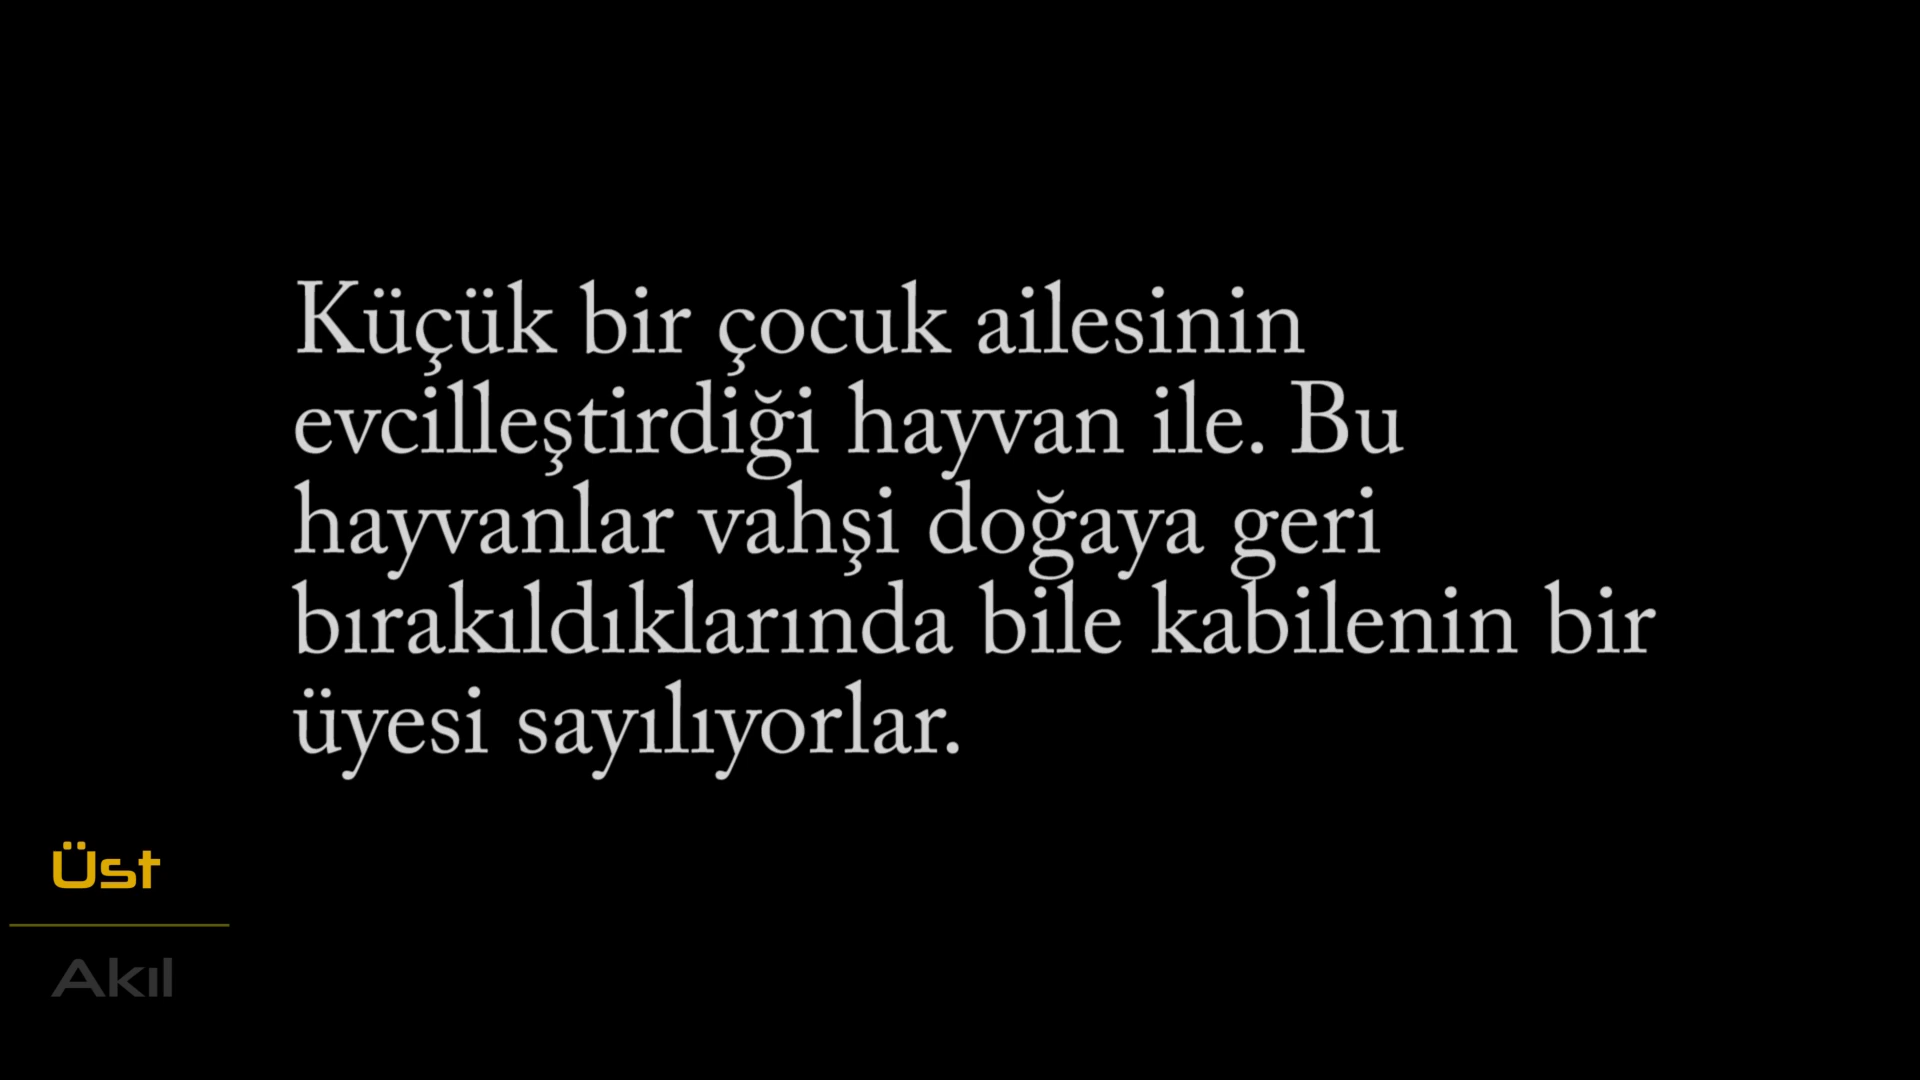 Küçük bir çocuk ailesinin
evcilleştirdiği hayvan ile. Bu
hayvanlar vahşi doğaya geri
bırakıldıklarında bile kabilenin bir
üyesi sayılıyorlar.
Üst
Akıl